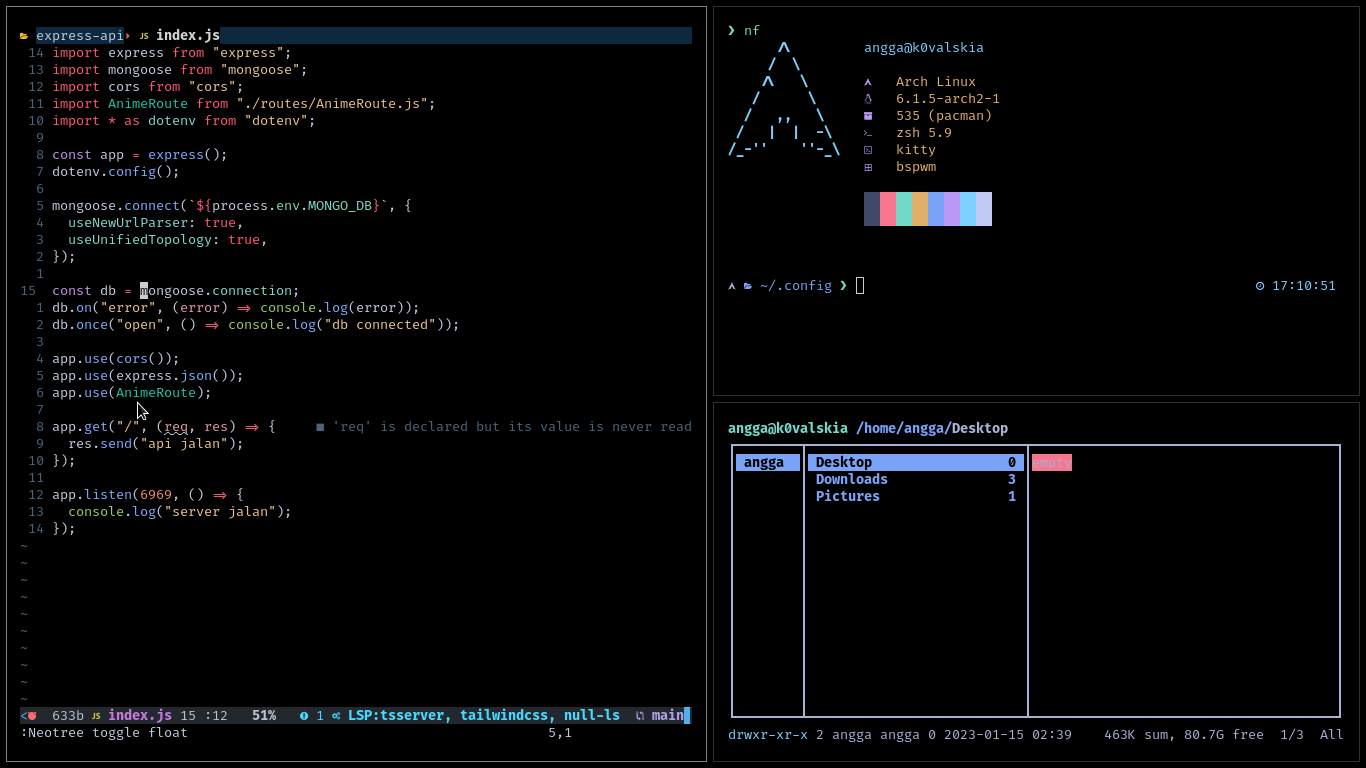 express-api JS index.js
14 import express from "express";
13 import mongoose from "mongoose";
12 import cors from "cors";
11 import AnimeRoute from "./routes/AnimeRoute.js";
10 import * as dotenv from "dotenv";
9
8 const app = express();
7 dotenv.config();
6
5 mongoose.connect(`${process.env.MONGO_DB}`, {
4   useNewUrlParser: true,
3   useUnifiedTopology: true,
2 });
1
15 const db = mongoose.connection;
1 db.on("error", (error) => console.log(error));
2 db.once("open", () => console.log("db connected"));
3
4 app.use(cors());
5 app.use(express.json());
6 app.use(AnimeRoute);
7
8 app.get("/", (req, res) => {     ■ 'req' is declared but its value is never read
9   res.send("api jalan");
10 });
11
12 app.listen(6969, () => {
13   console.log("server jalan");
14 });
~
~
~
~
~
~
~
~
~
~
< 633b JS index.js 15 :12 51% 1 LSP:tsserver, tailwindcss, null-ls main
:Neotree toggle float 5,1
❯ nf
angga@k0valskia
Arch Linux
6.1.5-arch2-1
535 (pacman)
zsh 5.9
kitty
bspwm
~/.config ❯ 17:10:51
angga@k0valskia /home/angga/Desktop
angga Desktop 0 empty
Downloads 3
Pictures 1
drwxr-xr-x 2 angga angga 0 2023-01-15 02:39 463K sum, 80.7G free 1/3 All